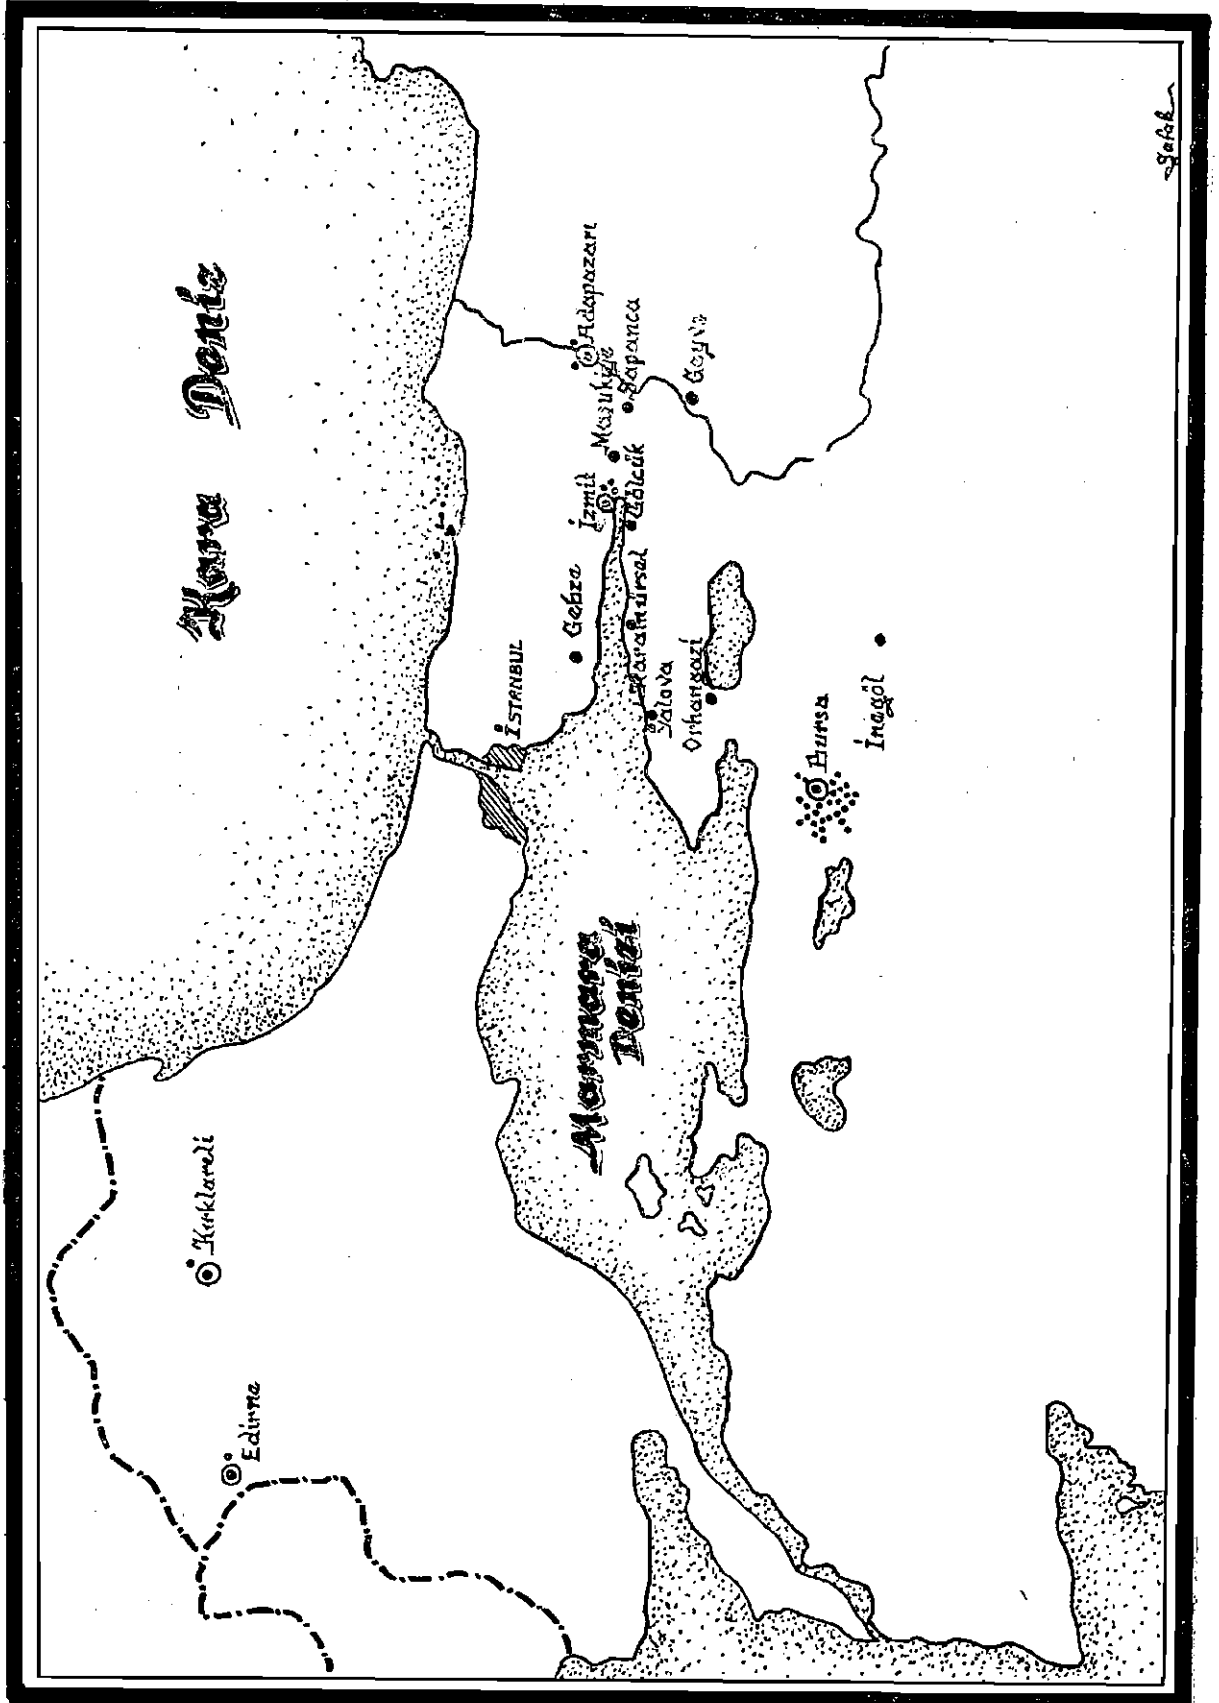 Kara Deniz
Kırklareli
Edirne
İSTANBUL
Gebze
İzmit
Maşukiye
Adapazarı
Sapanca
Gölcük
Karamürsel
Yalova
Orhangazi
Geyve
Marmara
Denizi
Bursa
İnegöl
Şafak